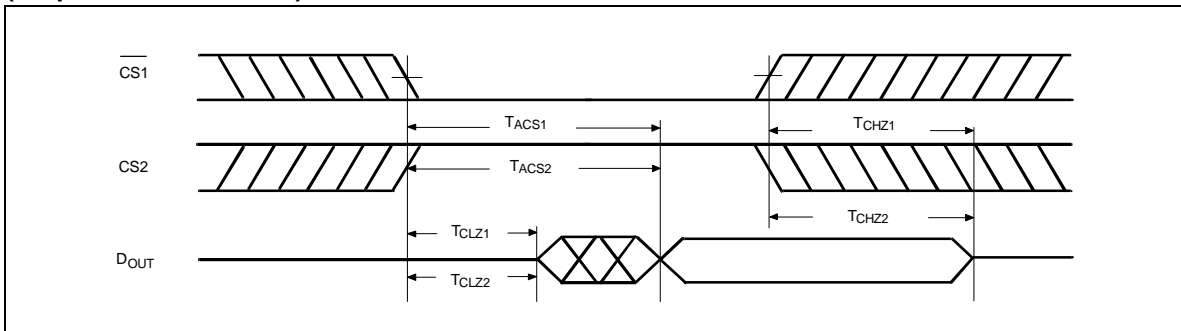 CS1
TACS1
TCHZ1
CS2
TACS2
TCHZ2
TCLZ1
DOUT
TCLZ2